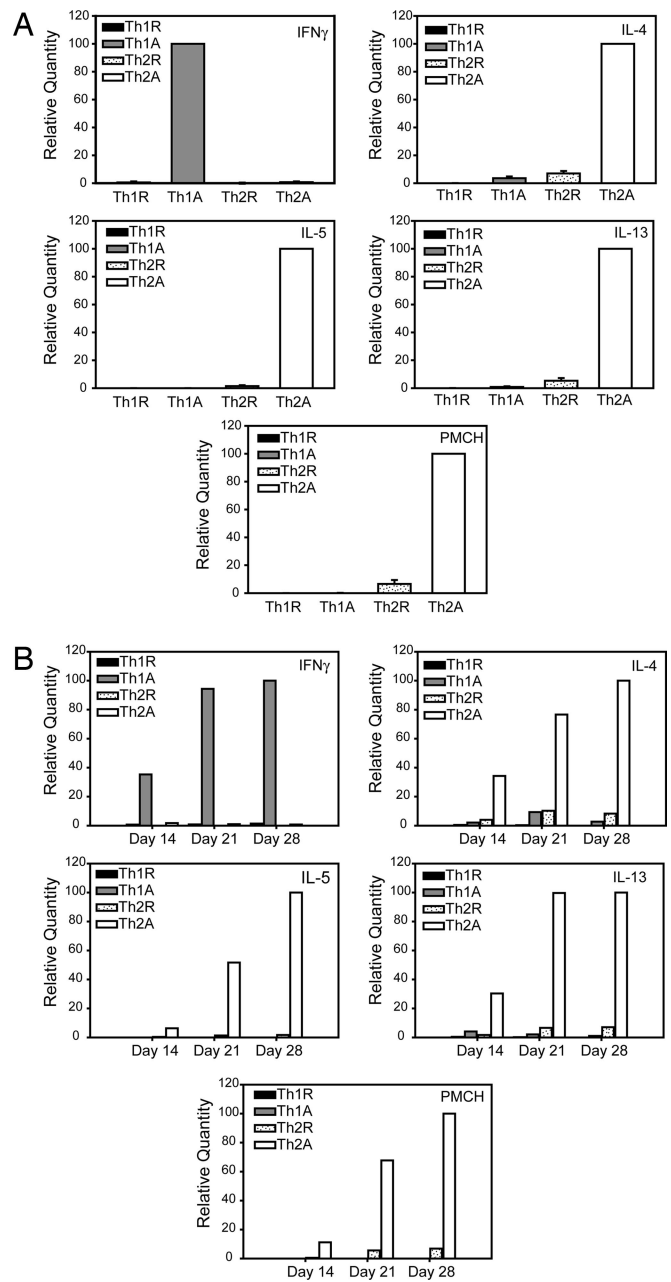 A
Relative Quantity
120
100
80
60
40
20
0
Th1R
Th1A
Th2R
Th2A
IFNγ
Th1R Th1A Th2R Th2A
Relative Quantity
120
100
80
60
40
20
0
Th1R
Th1A
Th2R
Th2A
IL-4
Th1R Th1A Th2R Th2A
Relative Quantity
120
100
80
60
40
20
0
Th1R
Th1A
Th2R
Th2A
IL-5
Th1R Th1A Th2R Th2A
Relative Quantity
120
100
80
60
40
20
0
Th1R
Th1A
Th2R
Th2A
IL-13
Th1R Th1A Th2R Th2A
Relative Quantity
120
100
80
60
40
20
0
Th1R
Th1A
Th2R
Th2A
PMCH
Th1R Th1A Th2R Th2A
B
Relative Quantity
120
100
80
60
40
20
0
Th1R
Th1A
Th2R
Th2A
IFNγ
Day 14 Day 21 Day 28
Relative Quantity
120
100
80
60
40
20
0
Th1R
Th1A
Th2R
Th2A
IL-4
Day 14 Day 21 Day 28
Relative Quantity
120
100
80
60
40
20
0
Th1R
Th1A
Th2R
Th2A
IL-5
Day 14 Day 21 Day 28
Relative Quantity
120
100
80
60
40
20
0
Th1R
Th1A
Th2R
Th2A
IL-13
Day 14 Day 21 Day 28
Relative Quantity
120
100
80
60
40
20
0
Th1R
Th1A
Th2R
Th2A
PMCH
Day 14 Day 21 Day 28